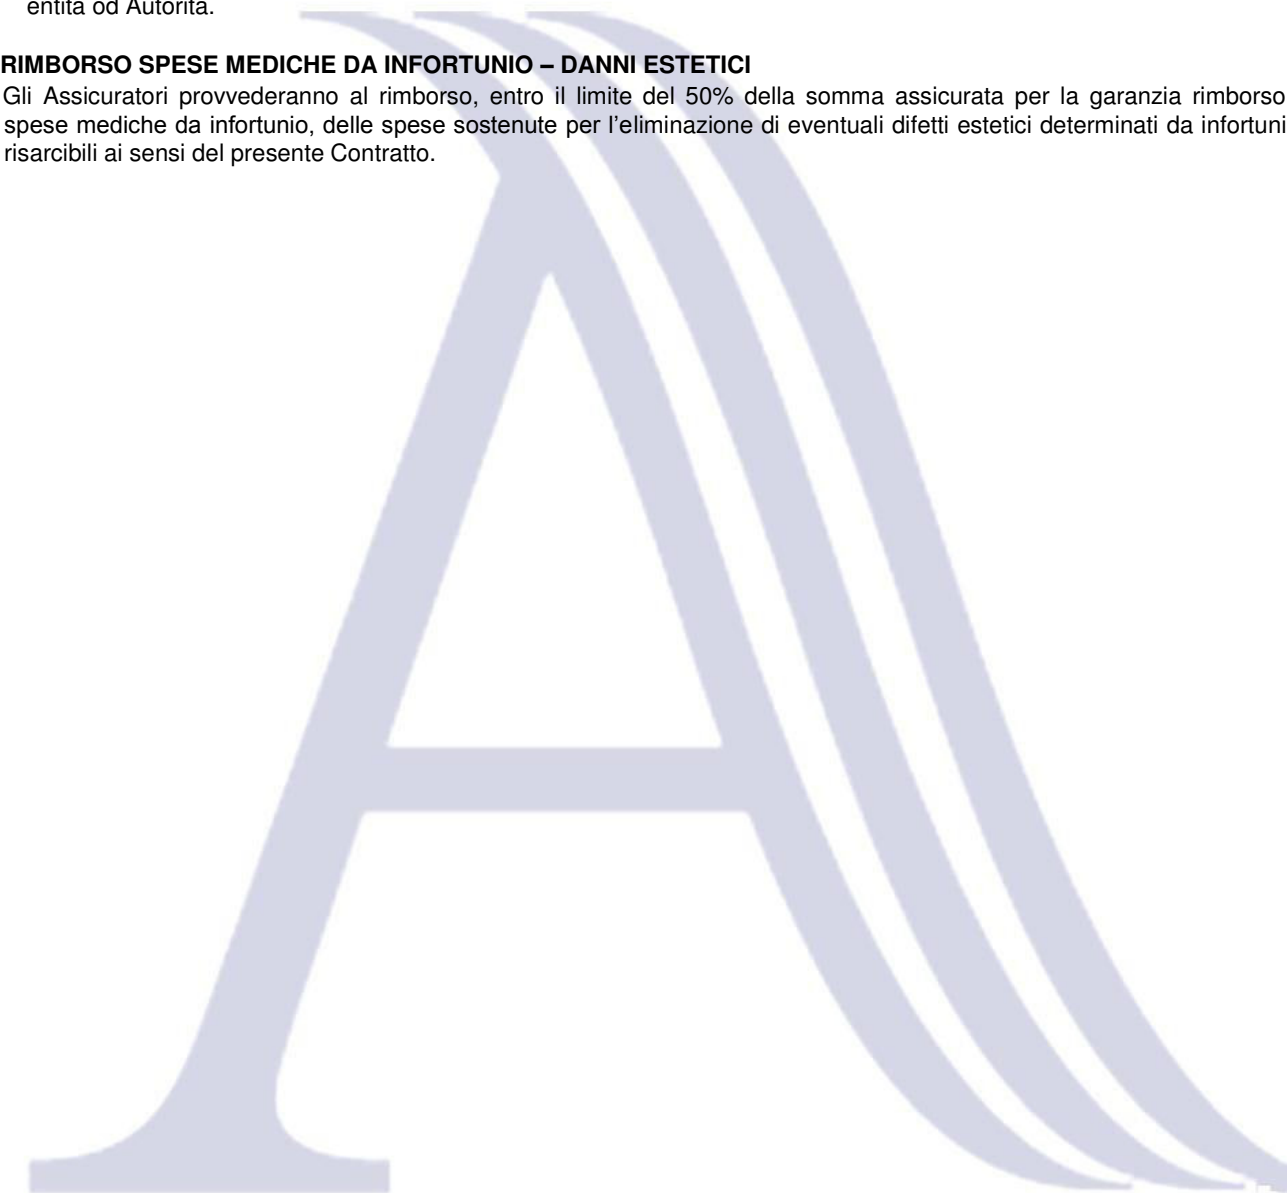 entità od Autorità.
RIMBORSO SPESE MEDICHE DA INFORTUNIO – DANNI ESTETICI
Gli Assicuratori provvederanno al rimborso, entro il limite del 50% della somma assicurata per la garanzia rimborso
spese mediche da infortunio, delle spese sostenute per l'eliminazione di eventuali difetti estetici determinati da infortuni
risarcibili ai sensi del presente Contratto.